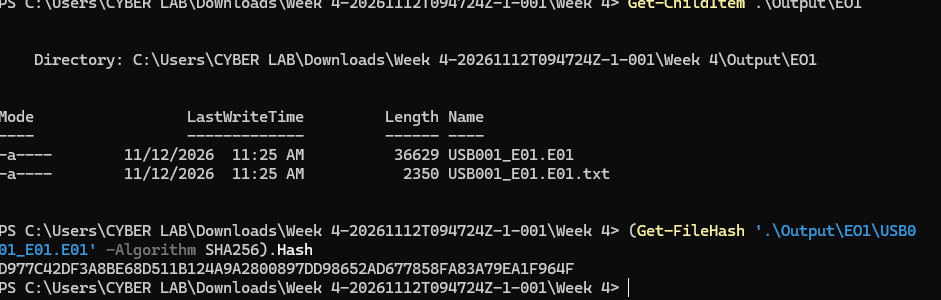 PS C:\Users\CYBER LAB\Downloads\Week 4-20261112T094724Z-1-001\Week 4> Get-ChildItem .\Output\EO1
Directory: C:\Users\CYBER LAB\Downloads\Week 4-20261112T094724Z-1-001\Week 4\Output\EO1
Mode                LastWriteTime         Length Name
----                -------------         ------ ----
-a----        11/12/2026  11:25 AM          36629 USB001_E01.E01
-a----        11/12/2026  11:25 AM           2350 USB001_E01.E01.txt
PS C:\Users\CYBER LAB\Downloads\Week 4-20261112T094724Z-1-001\Week 4> (Get-FileHash '.\Output\EO1\USB0
01_E01.E01' -Algorithm SHA256).Hash
D977C42DF3A8BE68D511B124A9A2800897DD98652AD677858FA83A79EA1F964F
PS C:\Users\CYBER LAB\Downloads\Week 4-20261112T094724Z-1-001\Week 4>